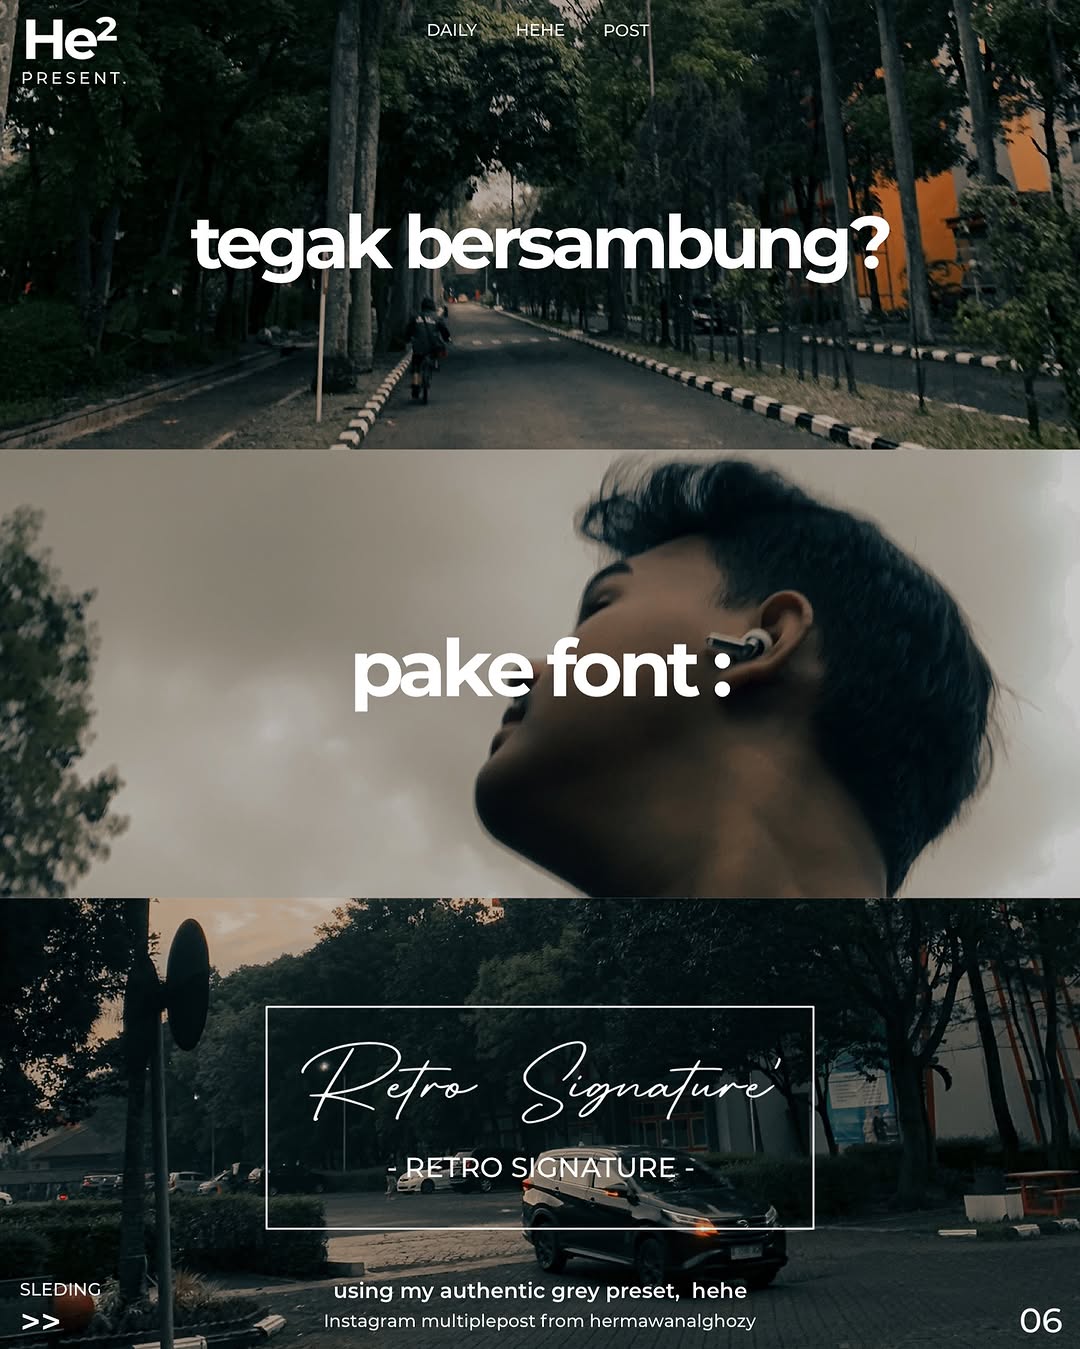 He²
PRESENT.
DAILY HEHE POST
tegak bersambung?
pake font :
Retro Signature'
- RETRO SIGNATURE -
SLEDING
>>
using my authentic grey preset, hehe
Instagram multiplepost from hermawanalghozy
06